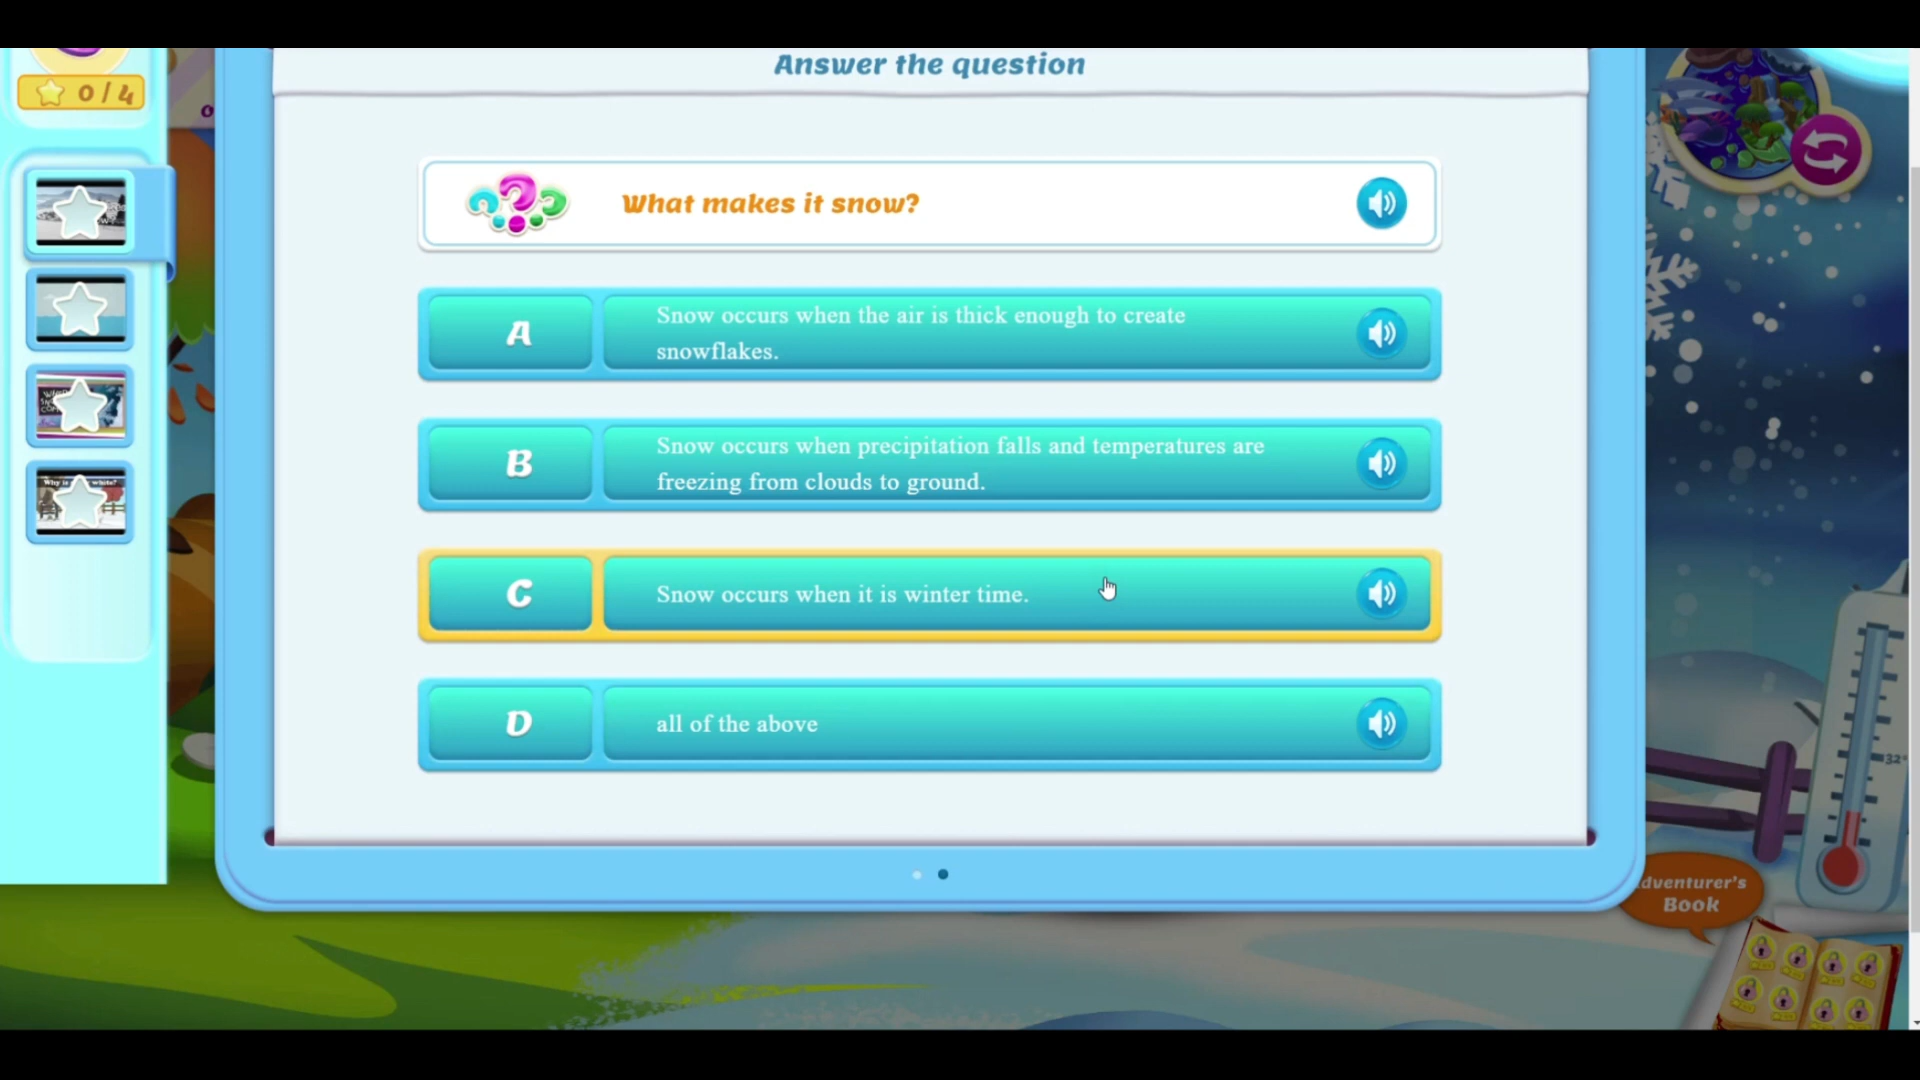 Answer the question
0 / 4
What makes it snow?
A
Snow occurs when the air is thick enough to create
snowflakes.
B
Snow occurs when precipitation falls and temperatures are
freezing from clouds to ground.
C
Snow occurs when it is winter time.
D
all of the above
32°
dventurer's
Book